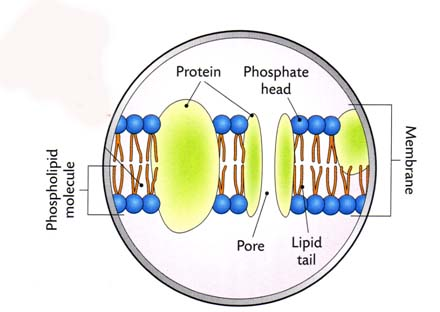 Protein
Phosphate
head
Phospholipid
molecule
Membrane
Pore
Lipid
tail